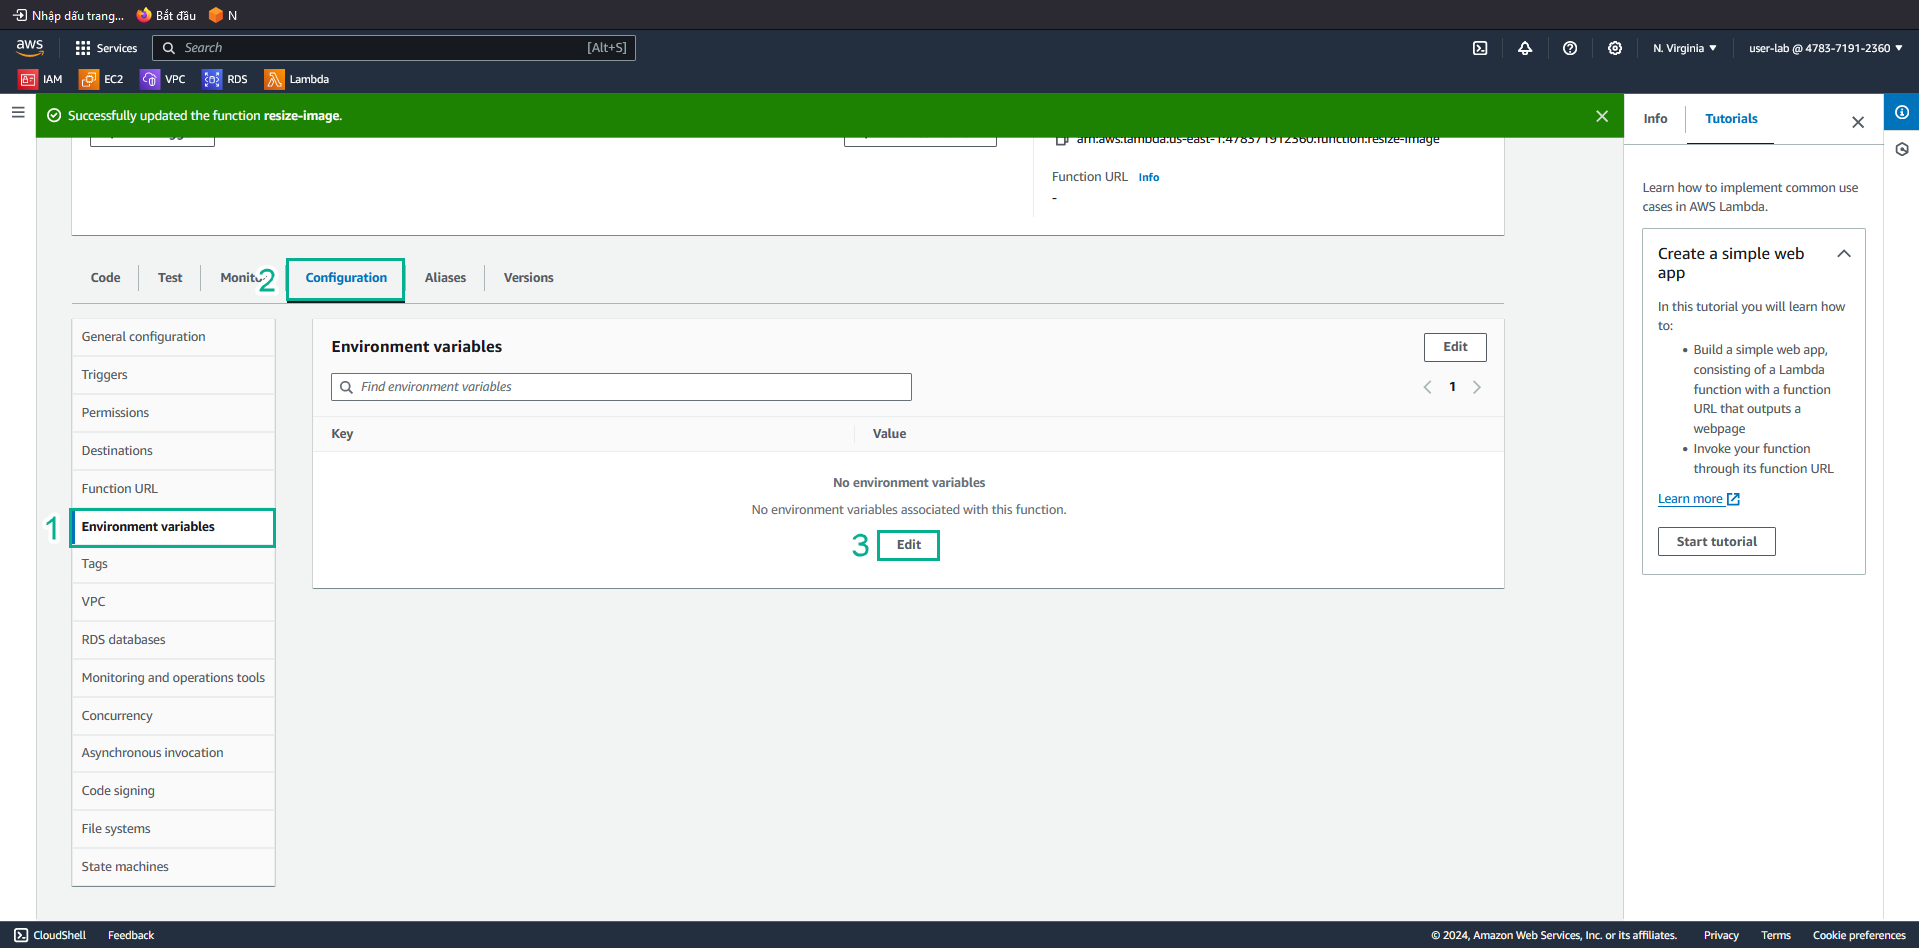 Nhập dấu trang... Bắt đầu N
aws Services Search [Alt+S] N. Virginia user-lab @ 4783-7191-2360
IAM EC2 VPC RDS Lambda
Successfully updated the function resize-image.
arn:aws:lambda:us-east-1:478371912360:function:resize-image
Function URL Info
-
Code Test Monitor 2 Configuration Aliases Versions
General configuration
Triggers
Permissions
Destinations
Function URL
1 Environment variables
Tags
VPC
RDS databases
Monitoring and operations tools
Concurrency
Asynchronous invocation
Code signing
File systems
State machines
Environment variables Edit
Find environment variables 1
Key Value
No environment variables
No environment variables associated with this function.
3 Edit
Info Tutorials
Learn how to implement common use
cases in AWS Lambda.
Create a simple web
app
In this tutorial you will learn how
to:
• Build a simple web app,
consisting of a Lambda
function with a function
URL that outputs a
webpage
• Invoke your function
through its function URL
Learn more
Start tutorial
CloudShell Feedback © 2024, Amazon Web Services, Inc. or its affiliates. Privacy Terms Cookie preferences